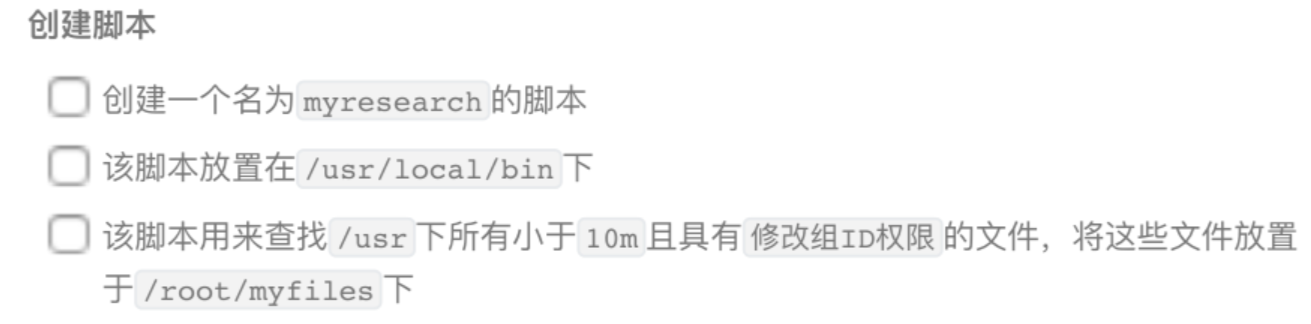 创建脚本
创建一个名为myresearch的脚本
该脚本放置在/usr/local/bin下
该脚本用来查找/usr下所有小于10m且具有修改组ID权限的文件，将这些文件放置
于/root/myfiles下